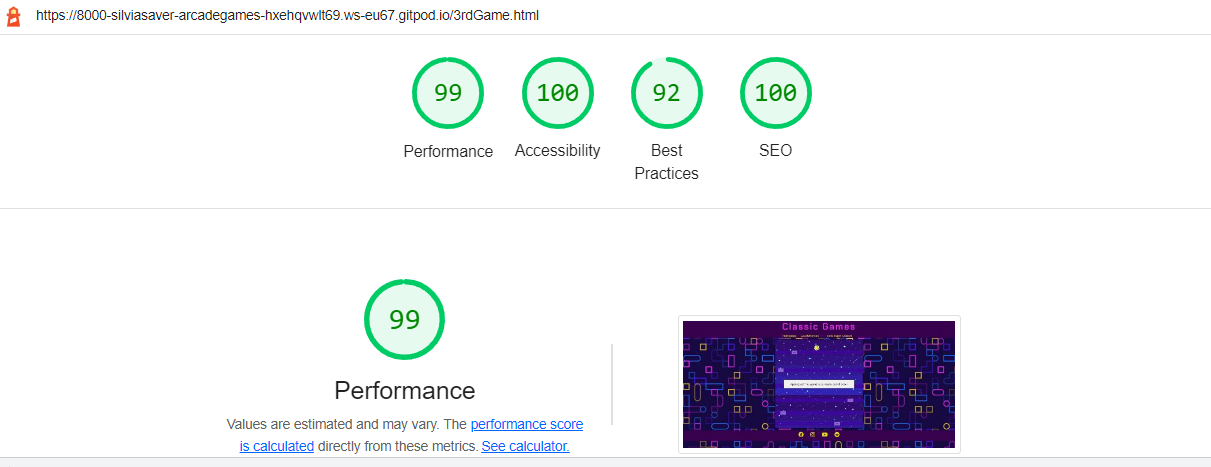 https://8000-silviasaver-arcadegames-hxehqvwlt69.ws-eu67.gitpod.io/3rdGame.html
99
100
92
100
Performance
Accessibility
Best
Practices
SEO
99
Performance
Values are estimated and may vary. The performance score
is calculated directly from these metrics. See calculator.
Classic Games